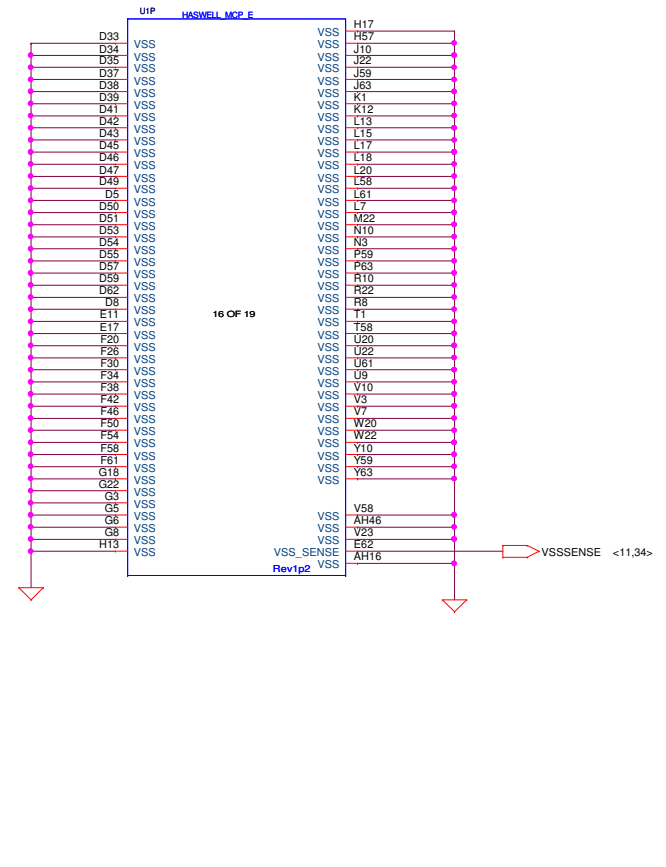 U1P
HASWELL_MCP_E
D33 VSS
D34 VSS
D35 VSS
D37 VSS
D38 VSS
D39 VSS
D41 VSS
D42 VSS
D43 VSS
D45 VSS
D46 VSS
D47 VSS
D49 VSS
D5 VSS
D50 VSS
D51 VSS
D53 VSS
D54 VSS
D55 VSS
D57 VSS
D59 VSS
D62 VSS
D8 VSS
E11 VSS
E17 VSS
F20 VSS
F26 VSS
F30 VSS
F34 VSS
F38 VSS
F42 VSS
F46 VSS
F50 VSS
F54 VSS
F58 VSS
F61 VSS
G18 VSS
G22 VSS
G3 VSS
G5 VSS
G6 VSS
G8 VSS
H13 VSS
16 OF 19
VSS H17
VSS H57
VSS J10
VSS J22
VSS J59
VSS J63
VSS K1
VSS K12
VSS L13
VSS L15
VSS L17
VSS L18
VSS L20
VSS L58
VSS L61
VSS L7
VSS M22
VSS N10
VSS N3
VSS P59
VSS P63
VSS R10
VSS R22
VSS R8
VSS T1
VSS T58
VSS U20
VSS U22
VSS U61
VSS U9
VSS V10
VSS V3
VSS V7
VSS W20
VSS W22
VSS Y10
VSS Y59
VSS Y63
VSS V58
VSS AH46
VSS V23
VSS_SENSE E62 VSSSENSE <11,34>
VSS AH16
Rev1p2